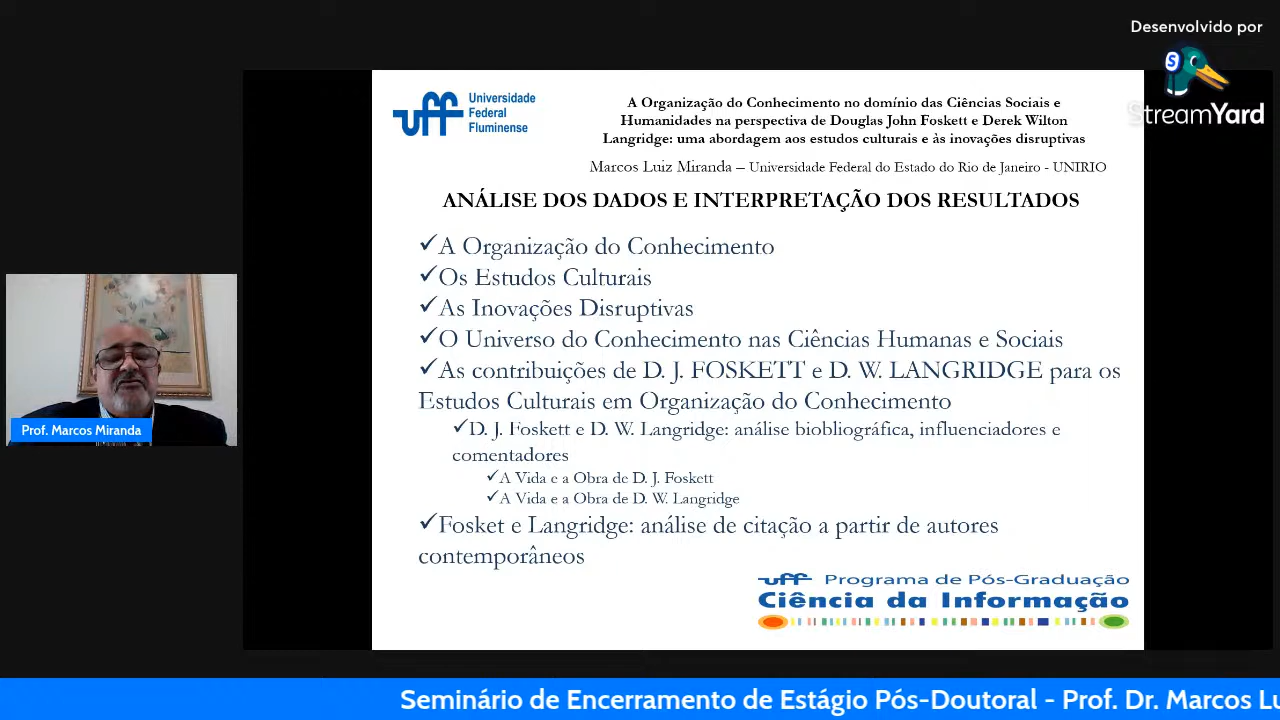 Desenvolvido por
StreamYard
uff Universidade
Federal
Fluminense
A Organização do Conhecimento no domínio das Ciências Sociais e
Humanidades na perspectiva de Douglas John Foskett e Derek Wilton
Langridge: uma abordagem aos estudos culturais e às inovações disruptivas
Marcos Luiz Miranda – Universidade Federal do Estado do Rio de Janeiro - UNIRIO
ANÁLISE DOS DADOS E INTERPRETAÇÃO DOS RESULTADOS
✓A Organização do Conhecimento
✓Os Estudos Culturais
✓As Inovações Disruptivas
✓O Universo do Conhecimento nas Ciências Humanas e Sociais
✓As contribuições de D. J. FOSKETT e D. W. LANGRIDGE para os
Estudos Culturais em Organização do Conhecimento
✓D. J. Foskett e D. W. Langridge: análise biobliográfica, influenciadores e
comentadores
✓A Vida e a Obra de D. J. Foskett
✓A Vida e a Obra de D. W. Langridge
✓Fosket e Langridge: análise de citação a partir de autores
contemporâneos
uff Programa de Pós-Graduação
Ciência da Informação
Prof. Marcos Miranda
Seminário de Encerramento de Estágio Pós-Doutoral - Prof. Dr. Marcos Lu